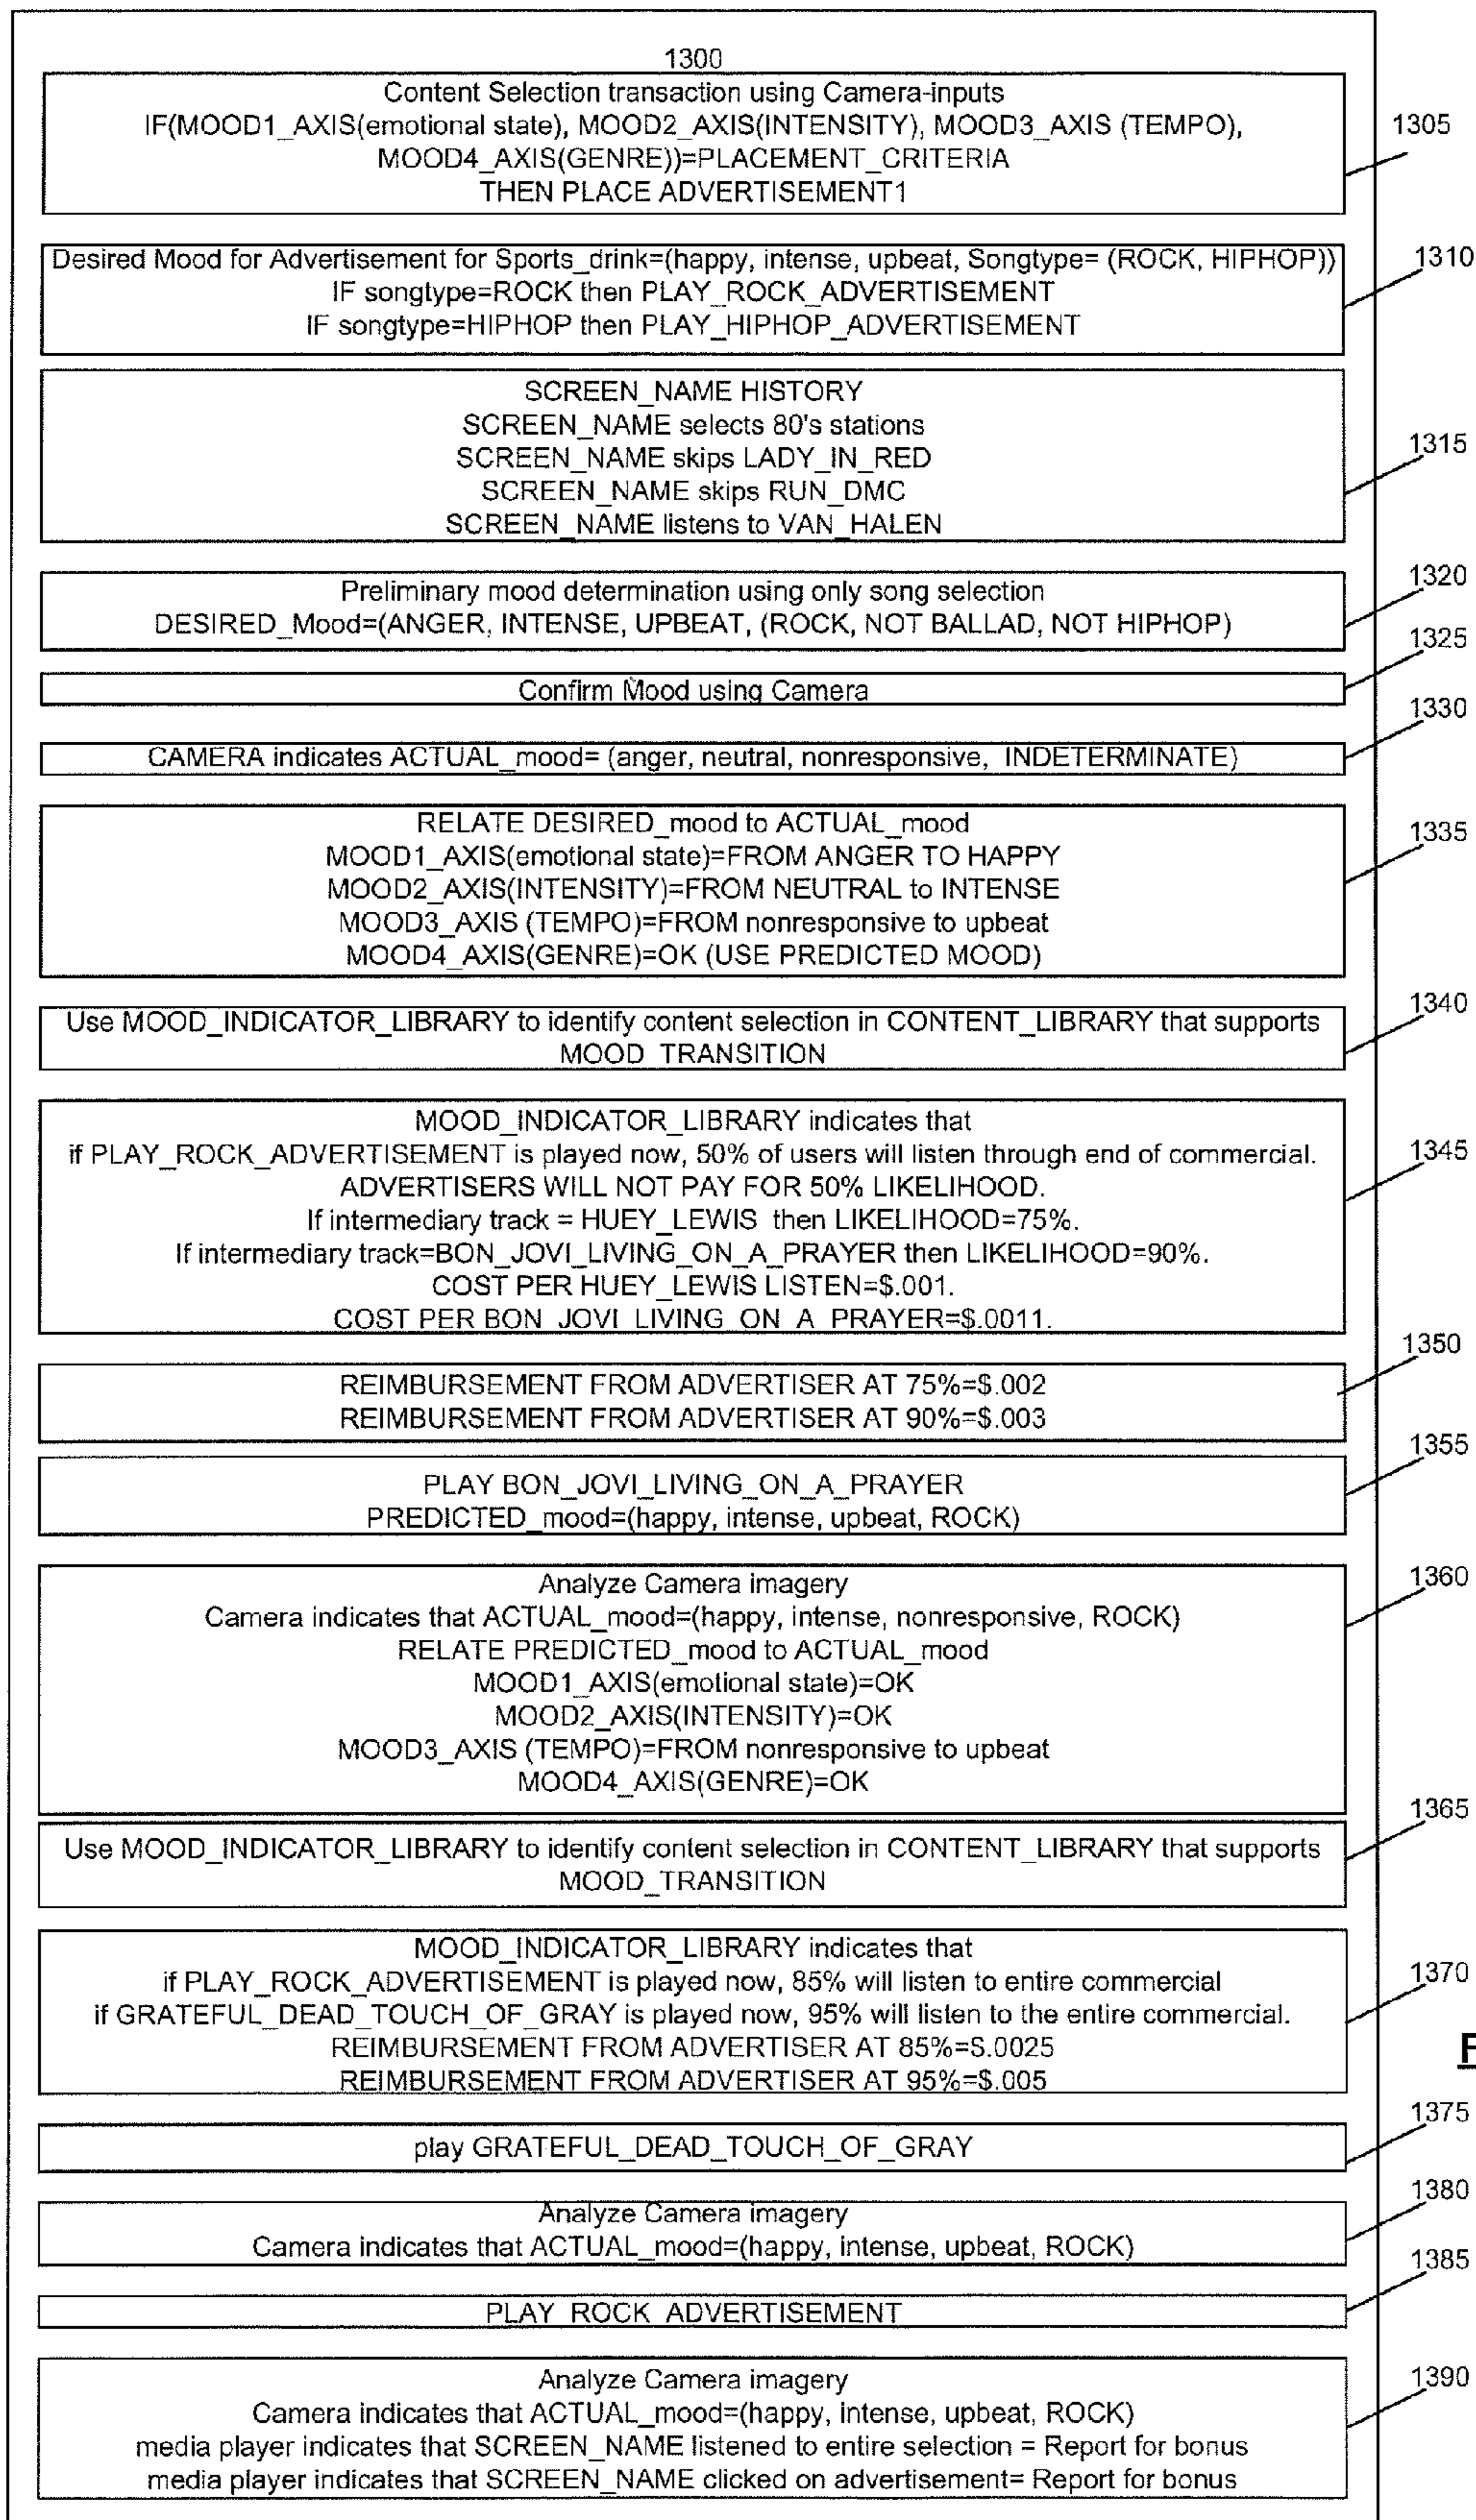 1300
Content Selection transaction using Camera-inputs
IF(MOOD1_AXIS(emotional state), MOOD2_AXIS(INTENSITY), MOOD3_AXIS (TEMPO),
MOOD4_AXIS(GENRE))=PLACEMENT_CRITERIA
THEN PLACE ADVERTISEMENT1
1305
Desired Mood for Advertisement for Sports_drink=(happy, intense, upbeat, Songtype= (ROCK, HIPHOP))
IF songtype=ROCK then PLAY_ROCK_ADVERTISEMENT
IF songtype=HIPHOP then PLAY_HIPHOP_ADVERTISEMENT
1310
SCREEN_NAME HISTORY
SCREEN_NAME selects 80's stations
SCREEN_NAME skips LADY_IN_RED
SCREEN_NAME skips RUN_DMC
SCREEN_NAME listens to VAN_HALEN
1315
Preliminary mood determination using only song selection
DESIRED_Mood=(ANGER, INTENSE, UPBEAT, (ROCK, NOT BALLAD, NOT HIPHOP)
1320
Confirm Mood using Camera
1325
CAMERA indicates ACTUAL_mood= (anger, neutral, nonresponsive, INDETERMINATE)
1330
RELATE DESIRED_mood to ACTUAL_mood
MOOD1_AXIS(emotional state)=FROM ANGER TO HAPPY
MOOD2_AXIS(INTENSITY)=FROM NEUTRAL to INTENSE
MOOD3_AXIS (TEMPO)=FROM nonresponsive to upbeat
MOOD4_AXIS(GENRE)=OK (USE PREDICTED MOOD)
1335
Use MOOD_INDICATOR_LIBRARY to identify content selection in CONTENT_LIBRARY that supports
MOOD_TRANSITION
1340
MOOD_INDICATOR_LIBRARY indicates that
if PLAY_ROCK_ADVERTISEMENT is played now, 50% of users will listen through end of commercial.
ADVERTISERS WILL NOT PAY FOR 50% LIKELIHOOD.
If intermediary track = HUEY_LEWIS then LIKELIHOOD=75%.
If intermediary track=BON_JOVI_LIVING_ON_A_PRAYER then LIKELIHOOD=90%.
COST PER HUEY_LEWIS LISTEN=$.001.
COST PER BON_JOVI_LIVING_ON_A_PRAYER=$.0011.
1345
REIMBURSEMENT FROM ADVERTISER AT 75%=$.002
REIMBURSEMENT FROM ADVERTISER AT 90%=$.003
1350
PLAY BON_JOVI_LIVING_ON_A_PRAYER
PREDICTED_mood=(happy, intense, upbeat, ROCK)
1355
Analyze Camera imagery
Camera indicates that ACTUAL_mood=(happy, intense, nonresponsive, ROCK)
RELATE PREDICTED_mood to ACTUAL_mood
MOOD1_AXIS(emotional state)=OK
MOOD2_AXIS(INTENSITY)=OK
MOOD3_AXIS (TEMPO)=FROM nonresponsive to upbeat
MOOD4_AXIS(GENRE)=OK
1360
Use MOOD_INDICATOR_LIBRARY to identify content selection in CONTENT_LIBRARY that supports
MOOD_TRANSITION
1365
MOOD_INDICATOR_LIBRARY indicates that
if PLAY_ROCK_ADVERTISEMENT is played now, 85% will listen to entire commercial
if GRATEFUL_DEAD_TOUCH_OF_GRAY is played now, 95% will listen to the entire commercial.
REIMBURSEMENT FROM ADVERTISER AT 85%=$.0025
REIMBURSEMENT FROM ADVERTISER AT 95%=$.005
1370
play GRATEFUL_DEAD_TOUCH_OF_GRAY
1375
Analyze Camera imagery
Camera indicates that ACTUAL_mood=(happy, intense, upbeat, ROCK)
1380
PLAY_ROCK_ADVERTISEMENT
1385
Analyze Camera imagery
Camera indicates that ACTUAL_mood=(happy, intense, upbeat, ROCK)
media player indicates that SCREEN_NAME listened to entire selection = Report for bonus
media player indicates that SCREEN_NAME clicked on advertisement= Report for bonus
1390